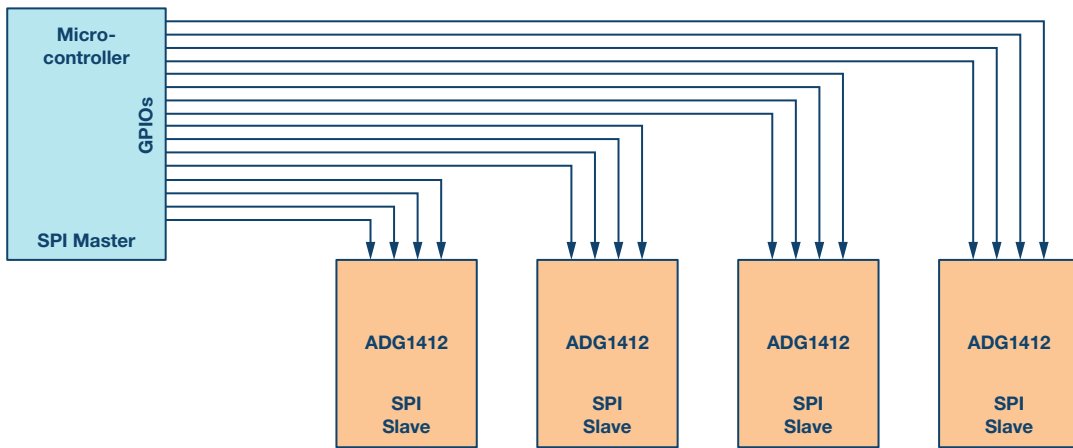 Micro-
controller
GPIOs
SPI Master
ADG1412
SPI
Slave
ADG1412
SPI
Slave
ADG1412
SPI
Slave
ADG1412
SPI
Slave